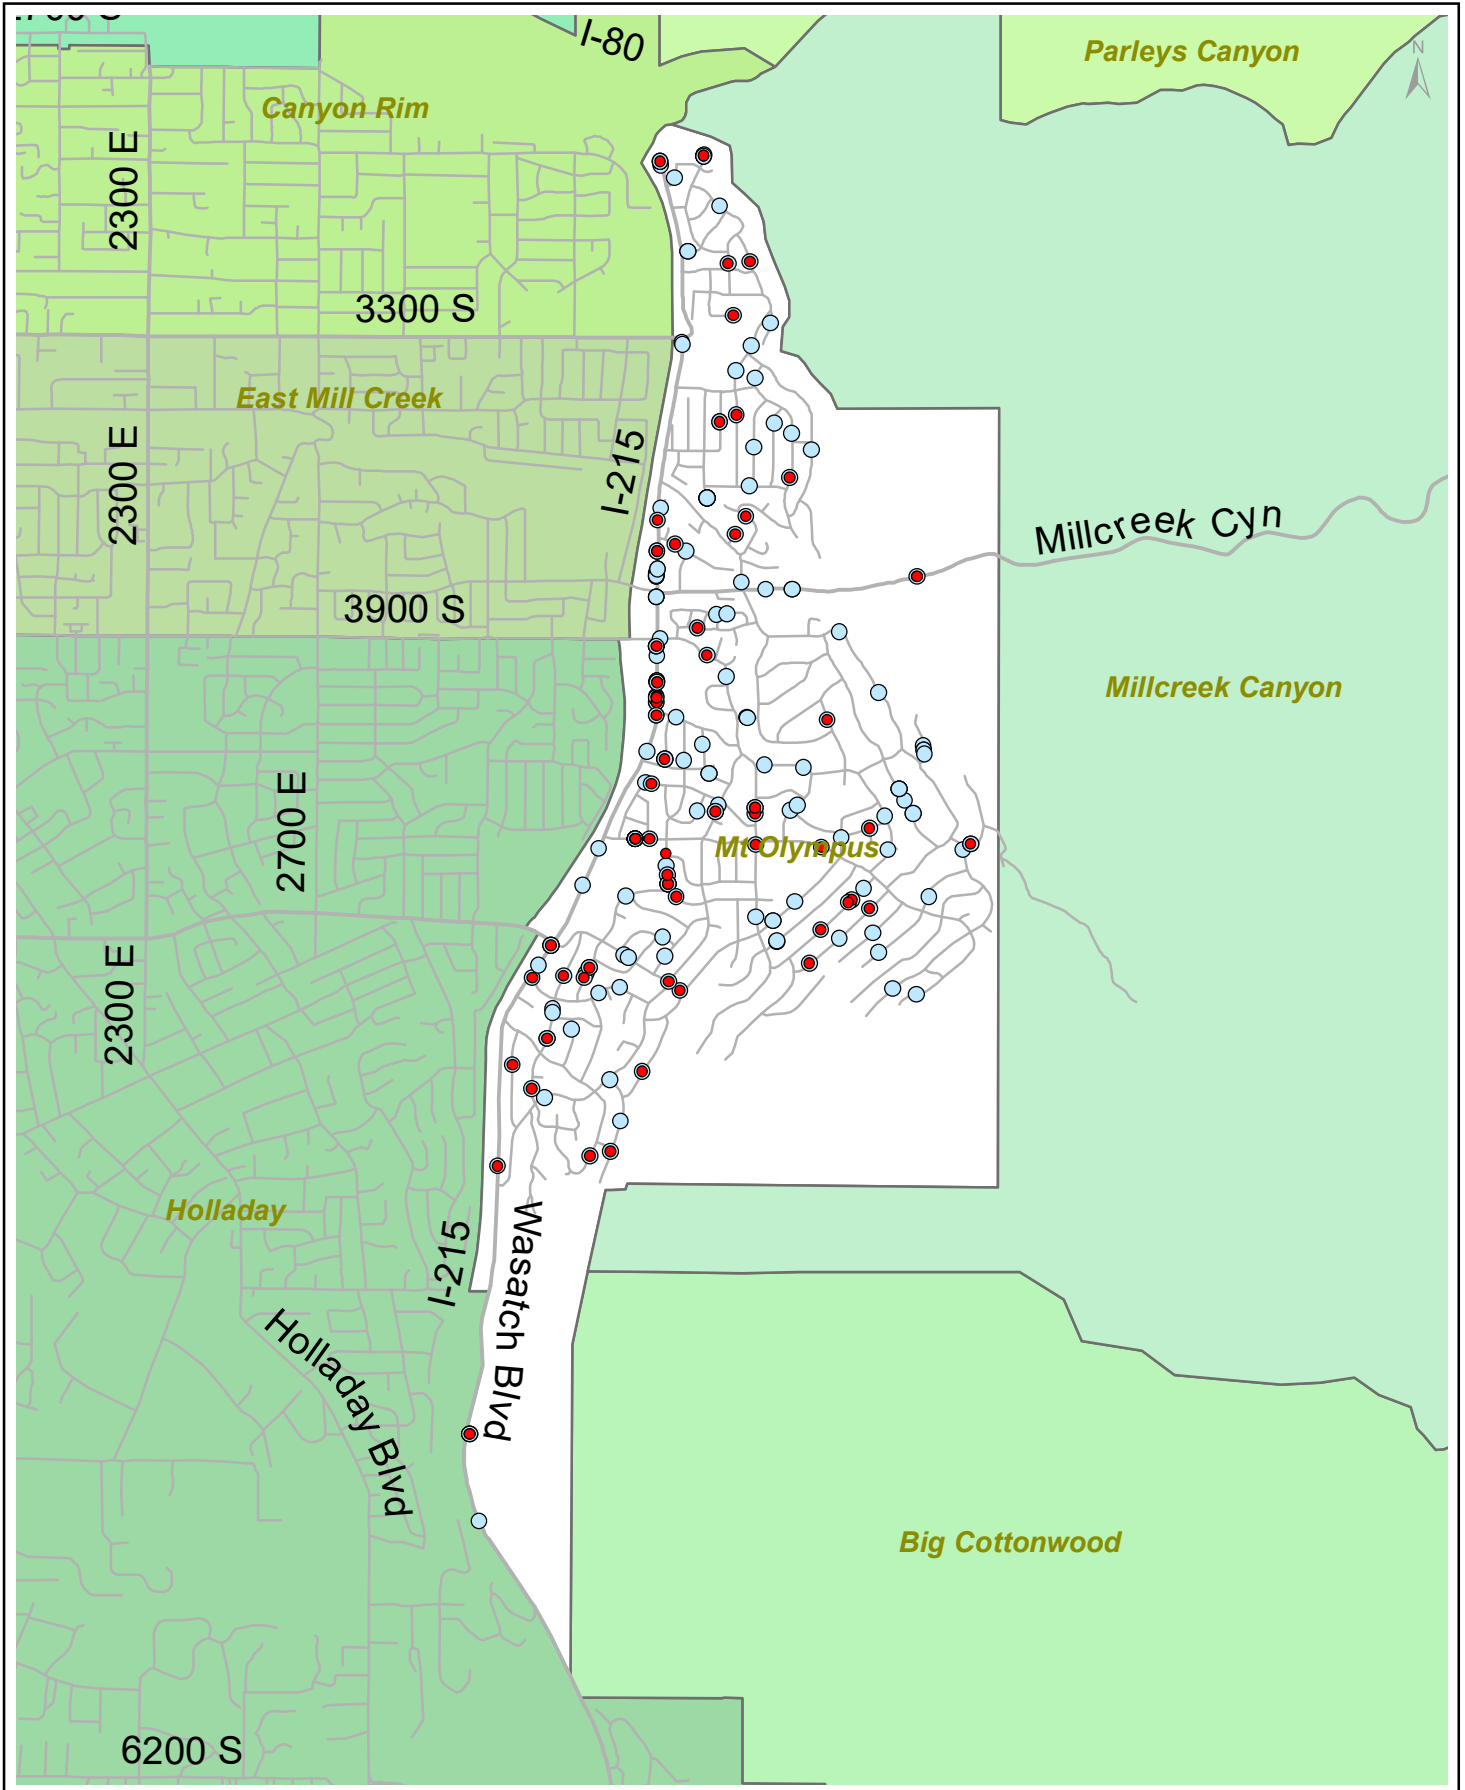 I-80
Parleys Canyon
N
Canyon Rim
2300 E
3300 S
East Mill Creek
I-215
2300 E
Millcreek Cyn
3900 S
Millcreek Canyon
2700 E
Mt Olympus
2300 E
Holladay
I-215
Wasatch Blvd
Holladay Blvd
Big Cottonwood
6200 S